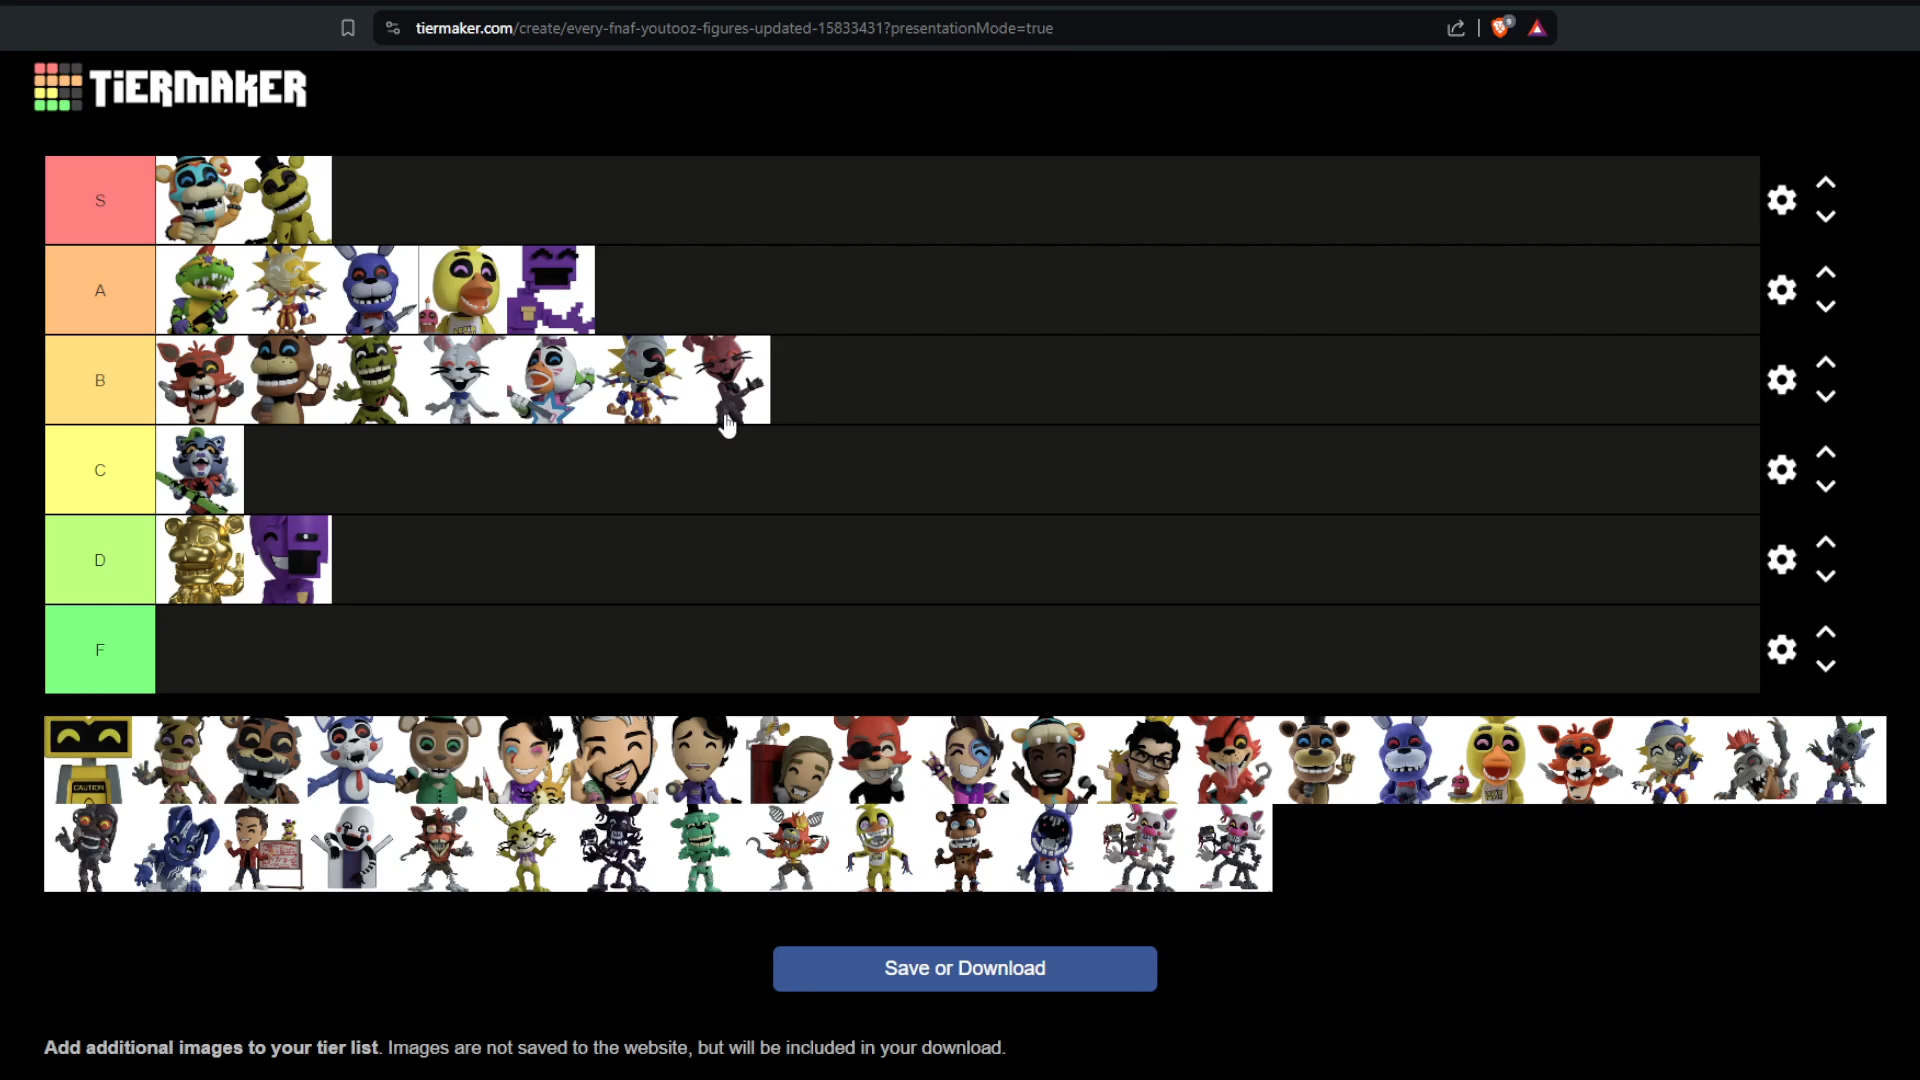 tiermaker.com/create/every-fnaf-youtooz-figures-updated-15833431?presentationMode=true
9
TiERMAKER
S
A
B
C
D
F
CAUTION
Save or Download
Add additional images to your tier list. Images are not saved to the website, but will be included in your download.